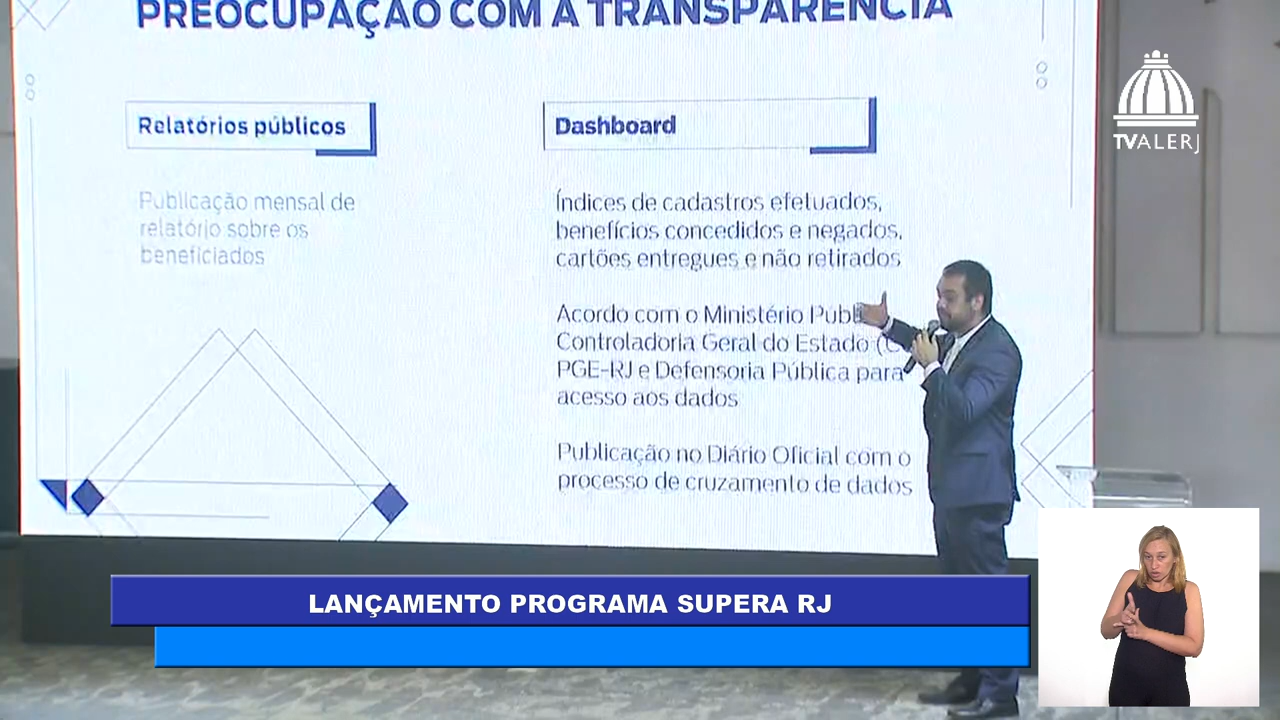 PREOCUPAÇÃO COM A TRANSPARÊNCIA
TVALERJ
Relatórios públicos
Publicação mensal de
relatório sobre os
beneficiados
Dashboard
Índices de cadastros efetuados,
benefícios concedidos e negados,
cartões entregues e não retirados
Acordo com o Ministério Públ
Controladoria Geral do Estado (C
PGE-RJ e Defensoria Pública para
acesso aos dados
Publicação no Diário Oficial com o
processo de cruzamento de dados
LANÇAMENTO PROGRAMA SUPERA RJ